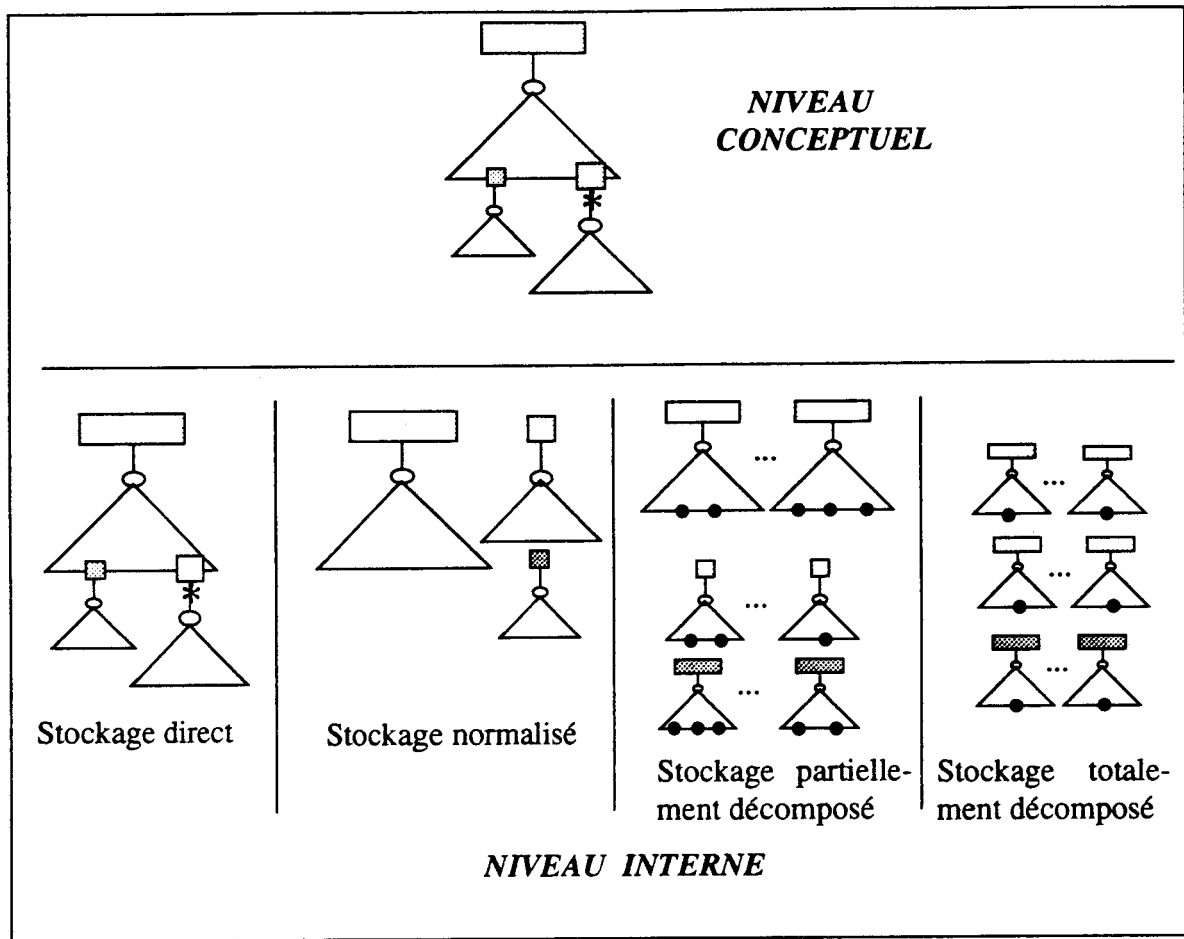 NIVEAU
CONCEPTUEL
Stockage direct
Stockage normalisé
Stockage partielle-
ment décomposé
Stockage totale-
ment décomposé
NIVEAU INTERNE